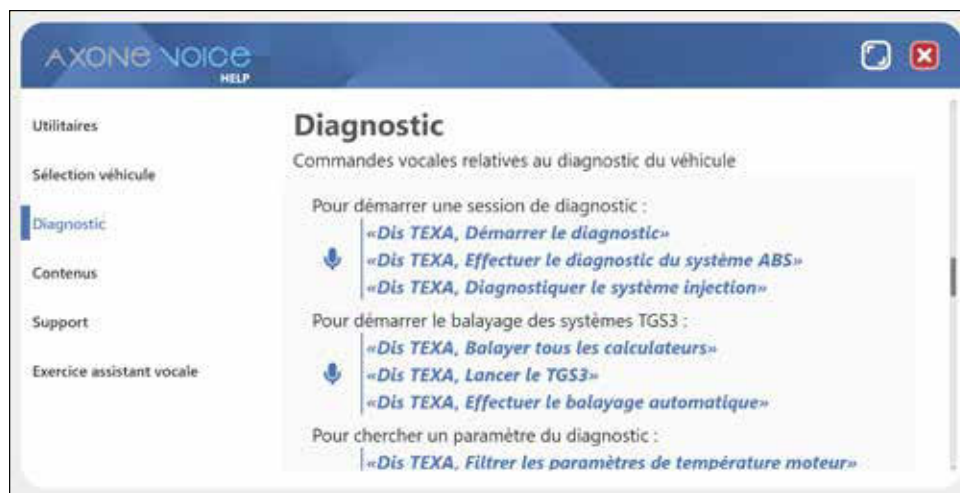 AXONE VOICE
HELP
Utilitaires
Sélection véhicule
Diagnostic
Contenus
Support
Exercice assistant vocale
Diagnostic
Commandes vocales relatives au diagnostic du véhicule
Pour démarrer une session de diagnostic :
«Dis TEXA, Démarrer le diagnostic»
«Dis TEXA, Effectuer le diagnostic du système ABS»
«Dis TEXA, Diagnostiquer le système injection»
Pour démarrer le balayage des systèmes TGS3 :
«Dis TEXA, Balayer tous les calculateurs»
«Dis TEXA, Lancer le TGS3»
«Dis TEXA, Effectuer le balayage automatique»
Pour chercher un paramètre du diagnostic :
«Dis TEXA, Filtrer les paramètres de température moteur»